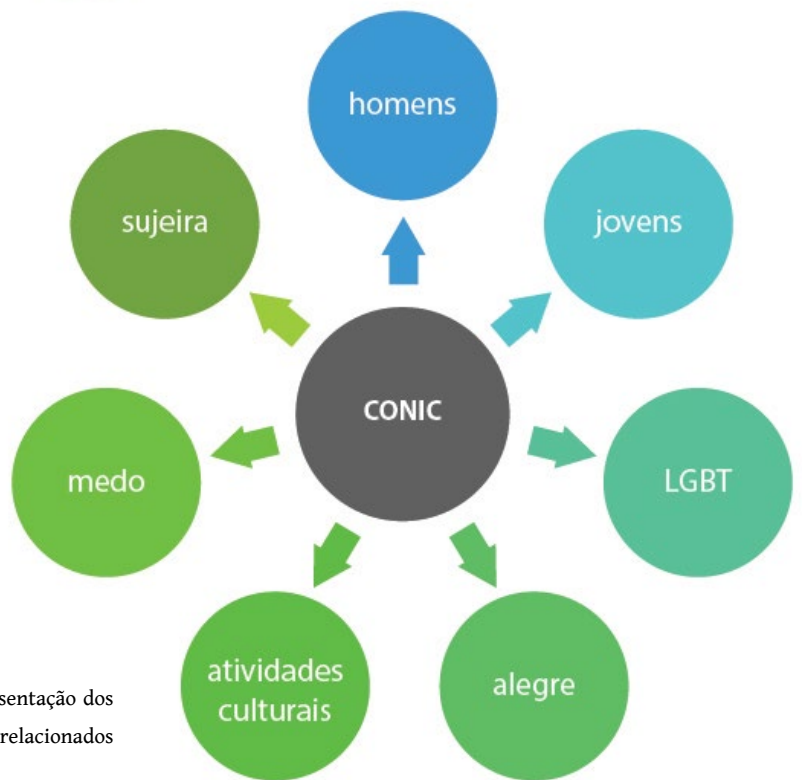 homens
sujeira
jovens
CONIC
medo
LGBT
atividades
culturais
alegre
sentação dos
relacionados